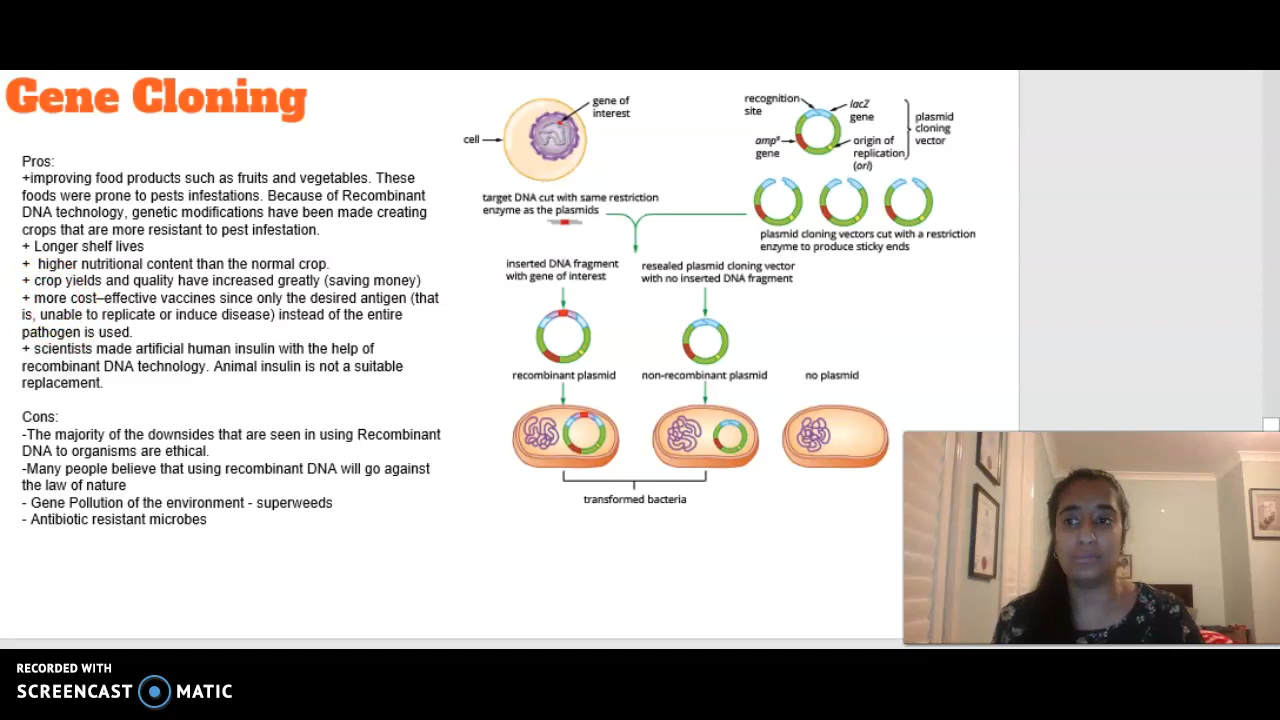 Gene Cloning
Pros:
+improving food products such as fruits and vegetables. These
foods were prone to pests infestations. Because of Recombinant
DNA technology, genetic modifications have been made creating
crops that are more resistant to pest infestation.
+ Longer shelf lives
+  higher nutritional content than the normal crop.
+ crop yields and quality have increased greatly (saving money)
+ more cost–effective vaccines since only the desired antigen (that
is, unable to replicate or induce disease) instead of the entire
pathogen is used.
+ scientists made artificial human insulin with the help of
recombinant DNA technology. Animal insulin is not a suitable
replacement.
Cons:
-The majority of the downsides that are seen in using Recombinant
DNA to organisms are ethical.
-Many people believe that using recombinant DNA will go against
the law of nature
- Gene Pollution of the environment - superweeds
- Antibiotic resistant microbes
gene of
interest
cell
recognition
site
lacZ
gene
plasmid
cloning
vector
ampᴿ
gene
origin of
replication
(ori)
target DNA cut with same restriction
enzyme as the plasmids
plasmid cloning vectors cut with a restriction
enzyme to produce sticky ends
inserted DNA fragment
with gene of interest
resealed plasmid cloning vector
with no inserted DNA fragment
recombinant plasmid
non-recombinant plasmid
no plasmid
transformed bacteria
RECORDED WITH
SCREENCAST MATIC